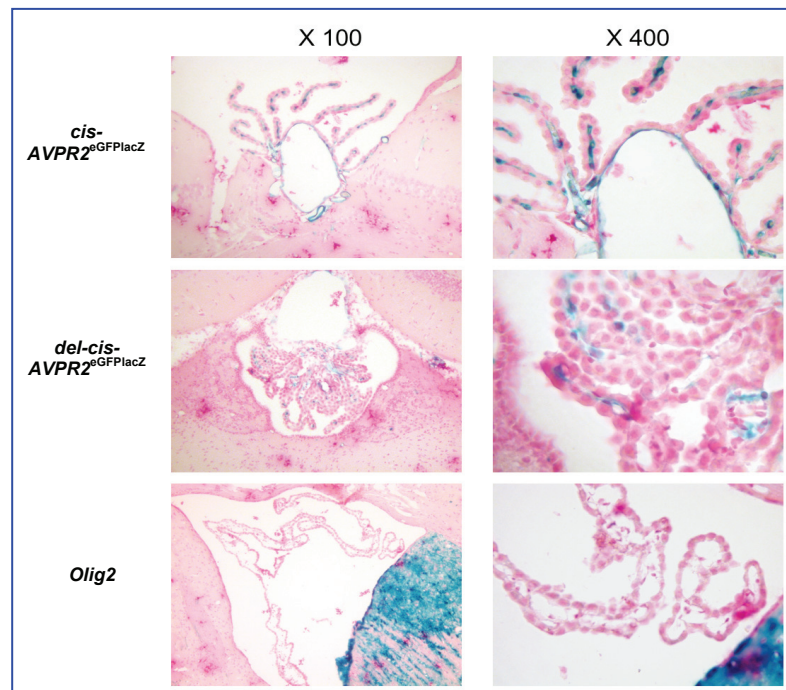 X 100
X 400
cis-
AVPR2eGFPlacZ
del-cis-
AVPR2eGFPlacZ
Olig2